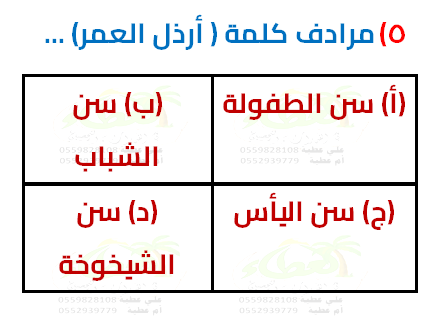 ٥) مرادف كلمة ( أرذل العمر) ...
(أ) سن الطفولة
(ب) سن
الشباب
علي عطية 0559828108
أم عطية 0552939779
علي عطية 0559828108
أم عطية 0552939779
(ج) سن اليأس
(د) سن
الشيخوخة
علي عطية 0559828108
أم عطية 0552939779
علي عطية 0559828108
أم عطية 0552939779